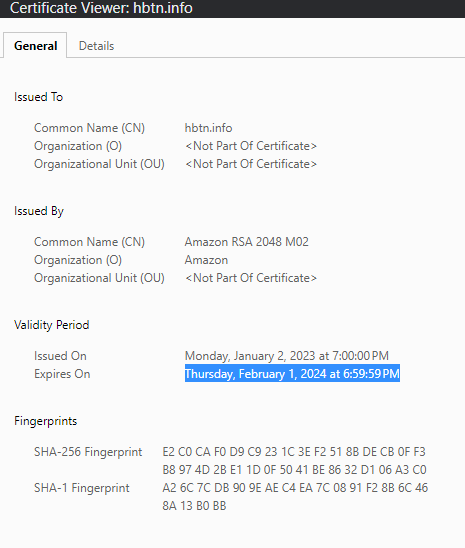 Certificate Viewer: hbtn.info
General Details
Issued To
Common Name (CN) hbtn.info
Organization (O) <Not Part Of Certificate>
Organizational Unit (OU) <Not Part Of Certificate>
Issued By
Common Name (CN) Amazon RSA 2048 M02
Organization (O) Amazon
Organizational Unit (OU) <Not Part Of Certificate>
Validity Period
Issued On Monday, January 2, 2023 at 7:00:00 PM
Expires On Thursday, February 1, 2024 at 6:59:59 PM
Fingerprints
SHA-256 Fingerprint E2 C0 CA F0 D9 C9 23 1C 3E F2 51 8B DE CB 0F F3
B8 97 4D 2B E1 1D 0F 50 41 BE 86 32 D1 06 A3 C0
SHA-1 Fingerprint A2 6C 7C DB 90 9E AE C4 EA 7C 08 91 F2 8B 6C 46
8A 13 B0 BB